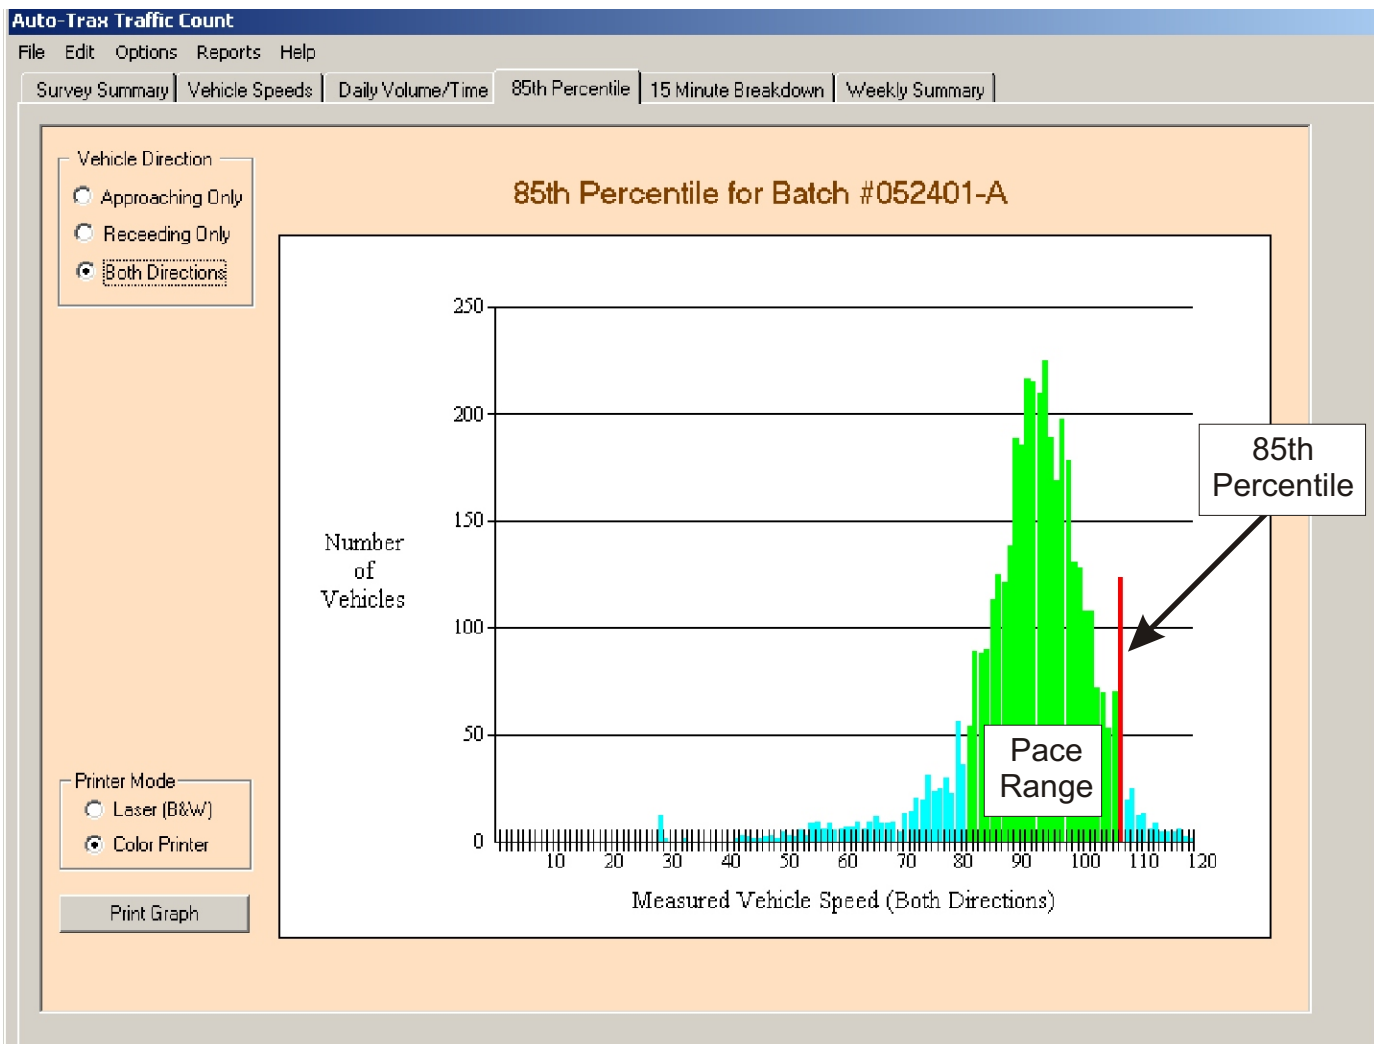 Auto-Trax Traffic Count
File Edit Options Reports Help
Survey Summary Vehicle Speeds Daily Volume/Time 85th Percentile 15 Minute Breakdown Weekly Summary
Vehicle Direction
Approaching Only
Receeding Only
Both Directions
85th Percentile for Batch #052401-A
250
200
150
100
50
0
Number
of
Vehicles
85th
Percentile
Pace
Range
10 20 30 40 50 60 70 80 90 100 110 120
Measured Vehicle Speed (Both Directions)
Printer Mode
Laser (B&W)
Color Printer
Print Graph